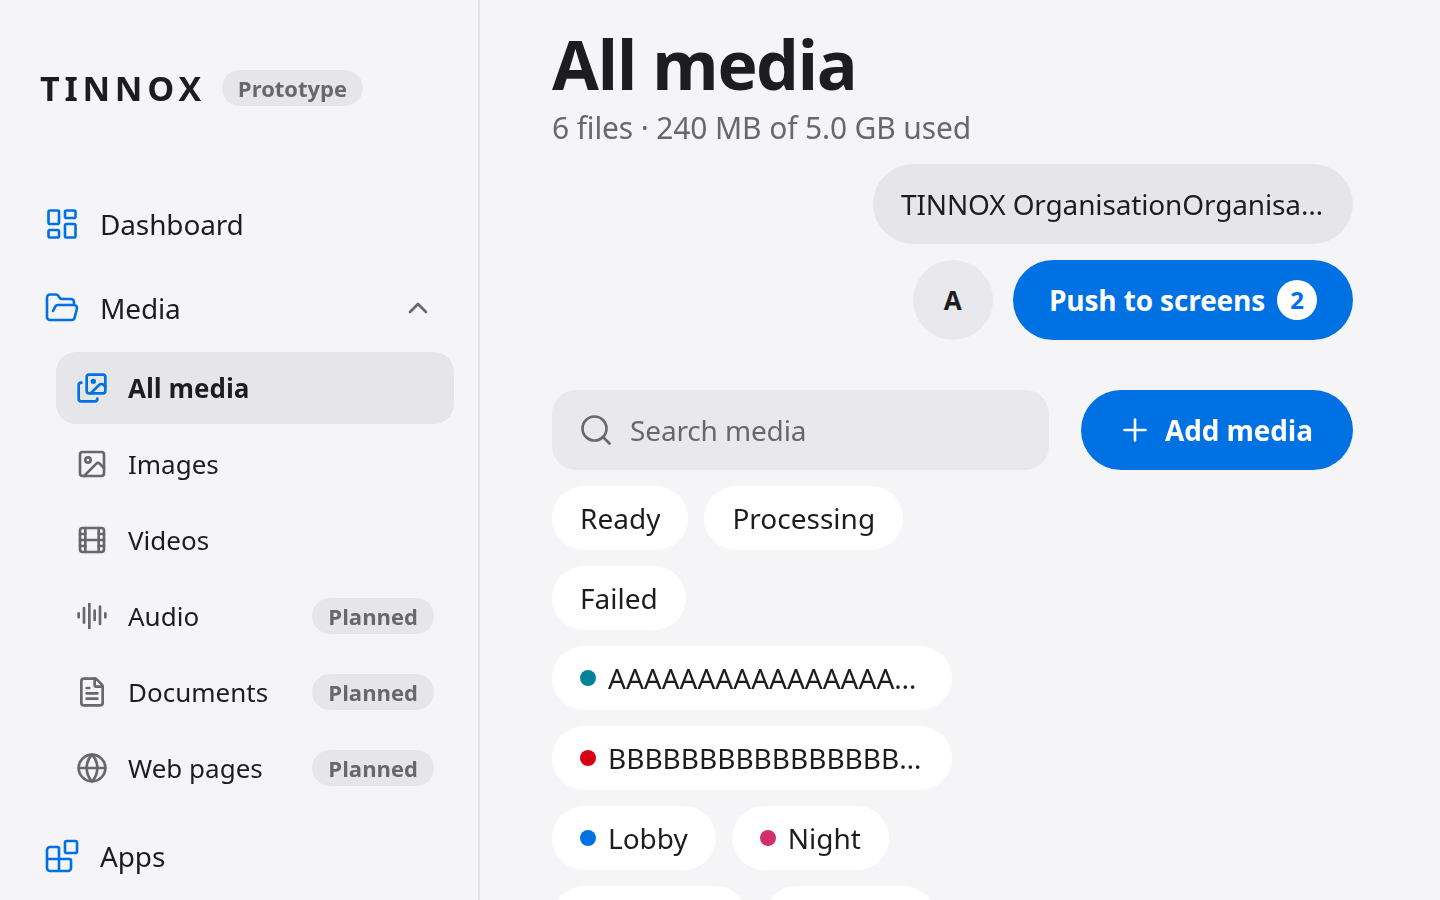 TINNOX Prototype
Dashboard
Media
All media
Images
Videos
Audio Planned
Documents Planned
Web pages Planned
Apps
All media
6 files · 240 MB of 5.0 GB used
TINNOX OrganisationOrganisa...
A
Push to screens 2
Search media
Add media
Ready
Processing
Failed
AAAAAAAAAAAAAAAA...
BBBBBBBBBBBBBBBB...
Lobby
Night